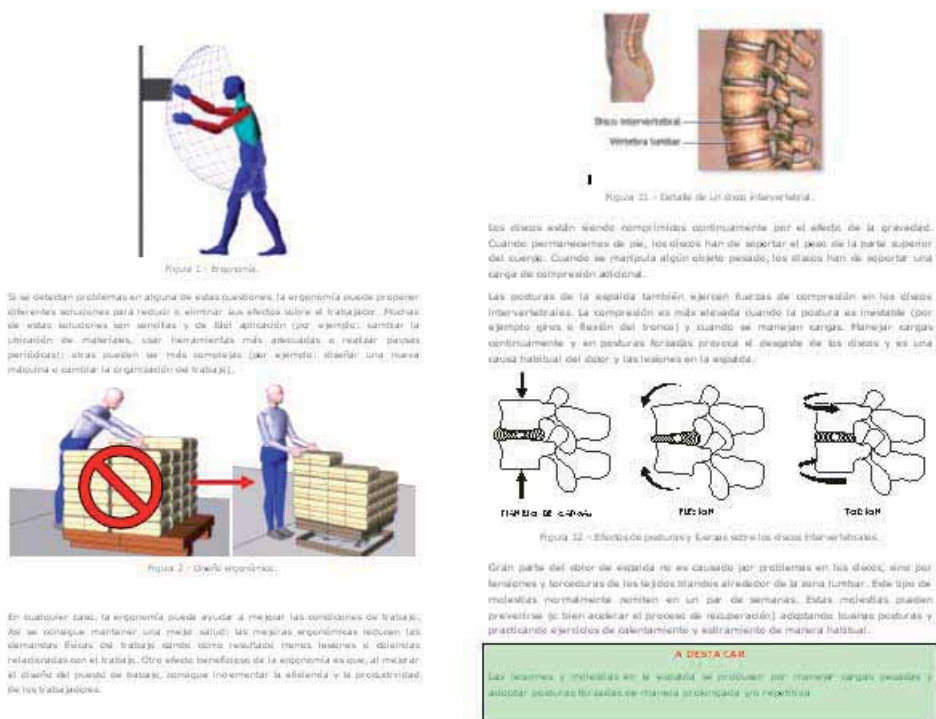 Figura 1 - Ergonomía.
Si se detectan problemas en alguna de estas cuestiones, la ergonomía puede proponer
diferentes soluciones para reducir o eliminar sus efectos sobre el trabajador. Muchas
de estas soluciones son sencillas y de fácil aplicación (por ejemplo: cambiar la
ubicación de materiales, usar herramientas más adecuadas o realizar pausas
periódicas); otras pueden ser más complejas (por ejemplo: diseñar una nueva
máquina o cambiar la organización del trabajo).
Figura 2 - Diseño ergonómico.
En cualquier caso, la ergonomía puede ayudar a mejorar las condiciones de trabajo.
Así se consigue mantener una mejor salud: las mejoras ergonómicas reducen las
demandas físicas del trabajo dando como resultado menos lesiones o dolencias
relacionadas con el trabajo. Otro efecto beneficioso de la ergonomía es que, al mejorar
el diseño del puesto de trabajo, consigue incrementar la eficiencia y la productividad
de los trabajadores.
Disco intervertebral
Vértebra lumbar
Figura 11 - Detalle de un disco intervertebral.
Los discos están siendo comprimidos continuamente por el efecto de la gravedad.
Cuando permanecemos de pie, los discos han de soportar el peso de la parte superior
del cuerpo. Cuando se manipula algún objeto pesado, los discos han de soportar una
carga de compresión adicional.
Las posturas de la espalda también ejercen fuerzas de compresión en los discos
intervertebrales. La compresión es más elevada cuando la postura es inestable (por
ejemplo giros o flexión del tronco) y cuando se manejan cargas. Manejar cargas
continuamente y en posturas forzadas provoca el desgaste de los discos y es una
causa habitual del dolor y las lesiones en la espalda.
MANEJO DE CARGAS
FLEXION
TORSION
Figura 12 - Efectos de posturas y fuerzas sobre los discos intervertebrales.
Gran parte del dolor de espalda no es causado por problemas en los discos, sino por
tensiones y torceduras de los tejidos blandos alrededor de la zona lumbar. Este tipo de
molestias normalmente remiten en un par de semanas. Estas molestias pueden
prevenirse (o bien acelerar el proceso de recuperación) adoptando buenas posturas y
practicando ejercicios de calentamiento y estiramiento de manera habitual.
A DESTACAR
Las lesiones y molestias en la espalda se producen por manejar cargas pesadas y
adoptar posturas forzadas de manera prolongada y/o repetitiva